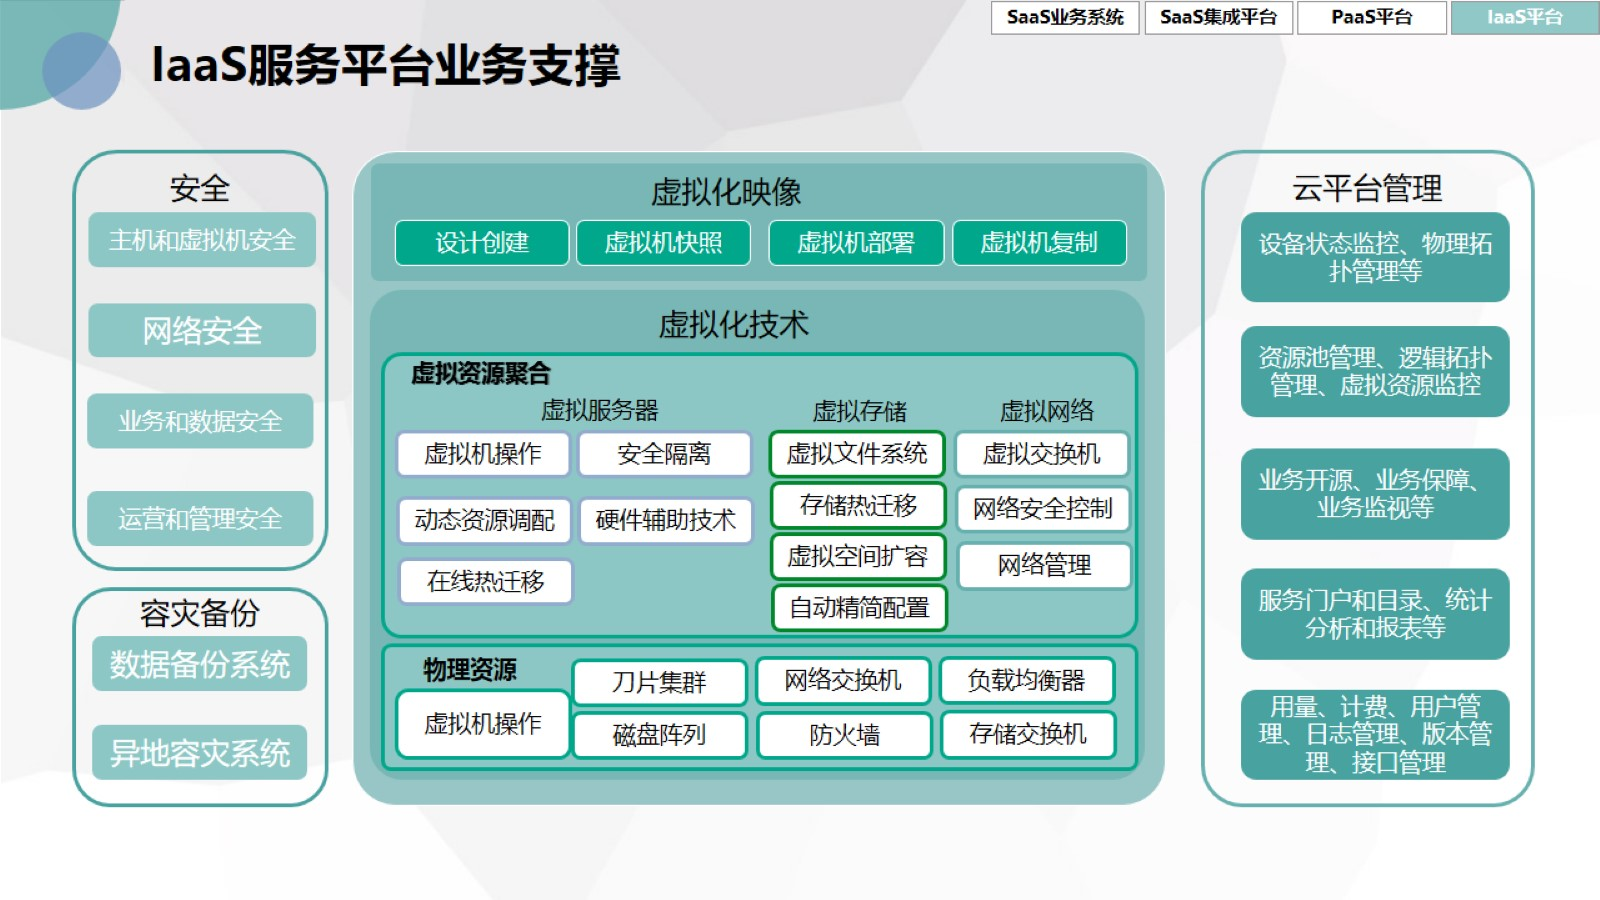 SaaS业务系统
SaaS集成平台
PaaS平台
IaaS平台
IaaS服务平台业务支撑
安全
主机和虚拟机安全
网络安全
业务和数据安全
运营和管理安全
容灾备份
数据备份系统
异地容灾系统
虚拟化映像
设计创建
虚拟机快照
虚拟机部署
虚拟机复制
虚拟化技术
虚拟资源聚合
虚拟服务器
虚拟机操作
安全隔离
动态资源调配
硬件辅助技术
在线热迁移
虚拟存储
虚拟文件系统
存储热迁移
虚拟空间扩容
自动精简配置
虚拟网络
虚拟交换机
网络安全控制
网络管理
物理资源
虚拟机操作
刀片集群
网络交换机
负载均衡器
磁盘阵列
防火墙
存储交换机
云平台管理
设备状态监控、物理拓
扑管理等
资源池管理、逻辑拓扑
管理、虚拟资源监控
业务开源、业务保障、
业务监视等
服务门户和目录、统计
分析和报表等
用量、计费、用户管
理、日志管理、版本管
理、接口管理